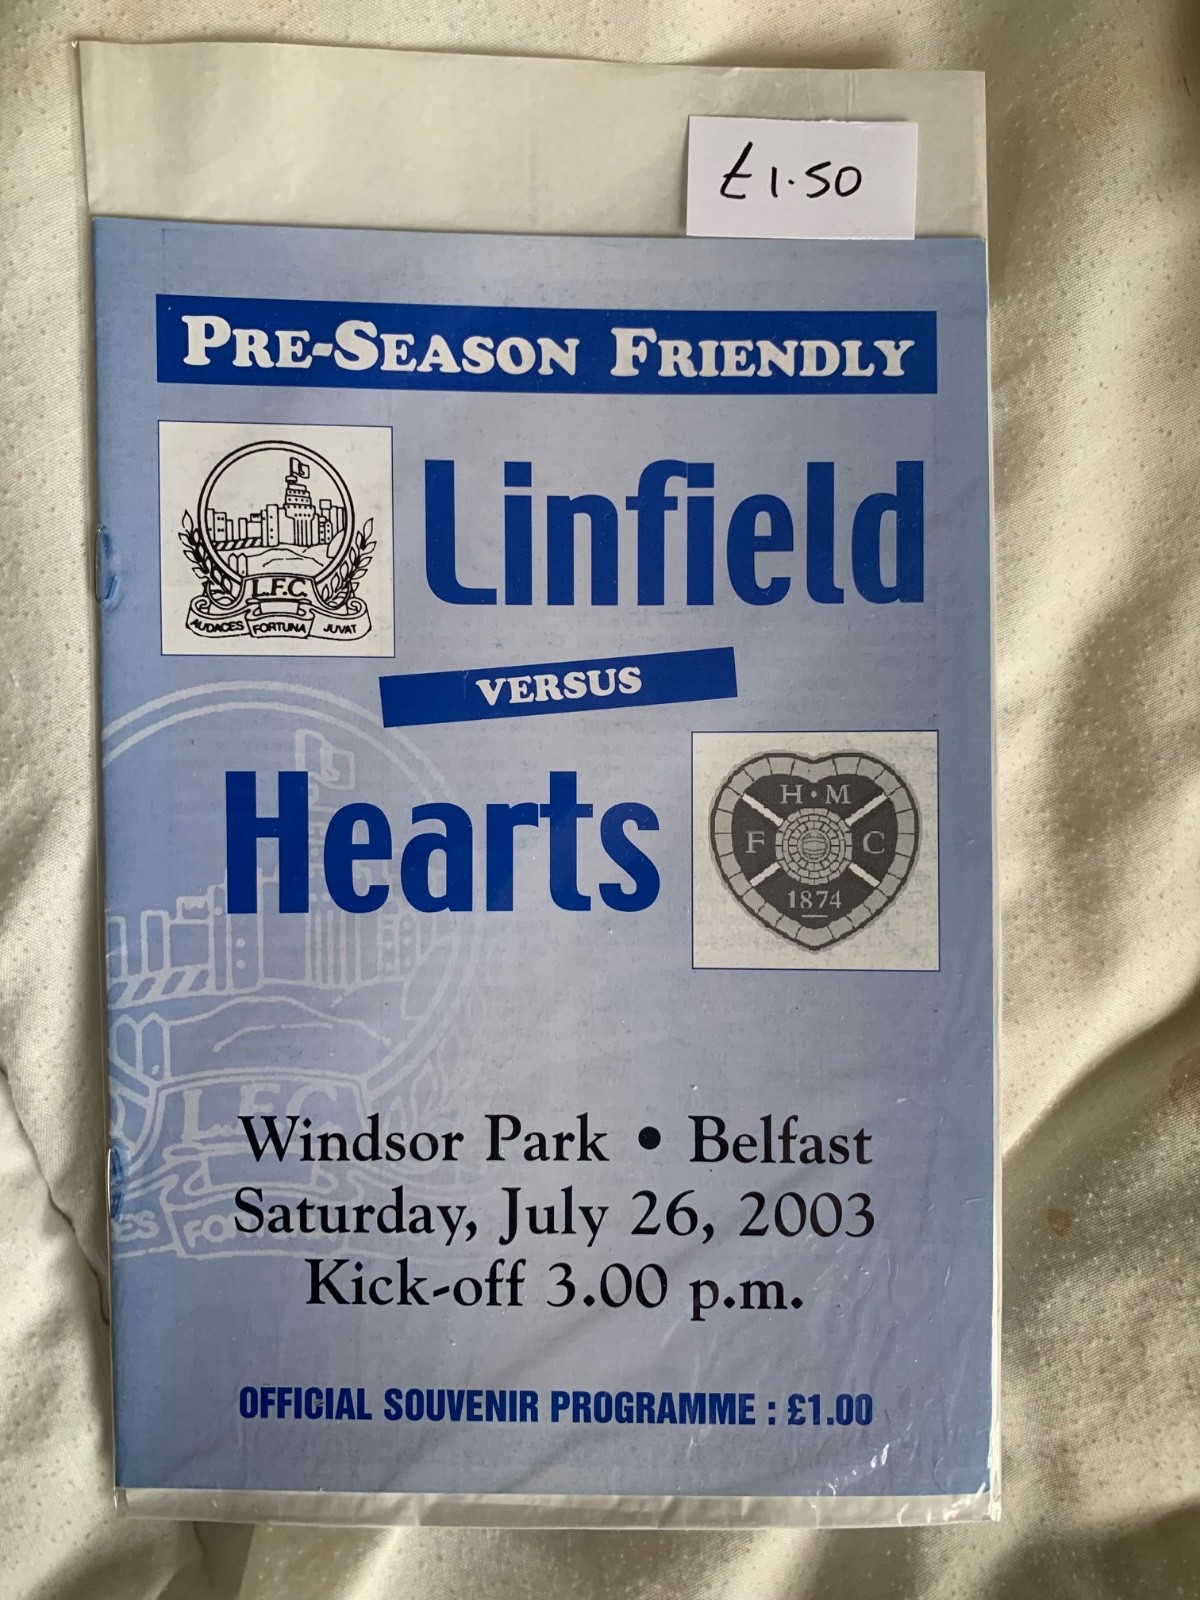 £1.50
PRE-SEASON FRIENDLY
Linfield
L.F.C.
AUDACES FORTUNA JUVAT
VERSUS
Hearts
H·M
F C
1874
L.F.C.
Windsor Park • Belfast
Saturday, July 26, 2003
Kick-off 3.00 p.m.
OFFICIAL SOUVENIR PROGRAMME : £1.00